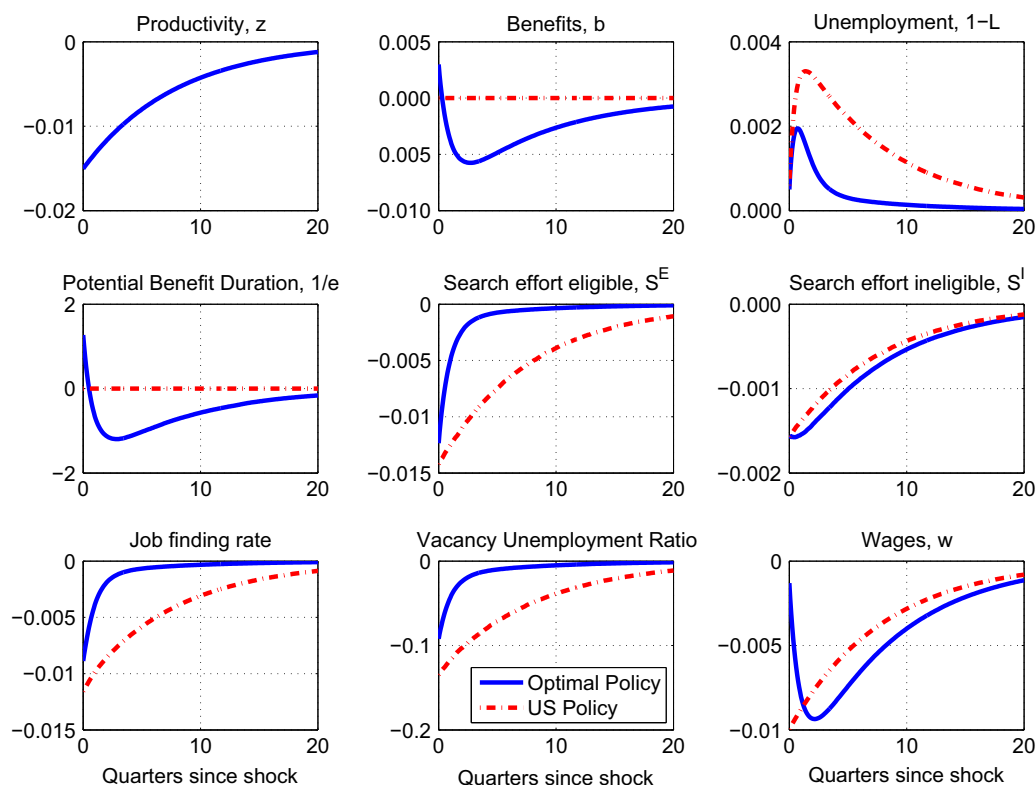 Productivity, z
0
−0.01
−0.02
0 10 20
Benefits, b
0.005
0.000
0.005
−0.010
0 10 20
Unemployment, 1−L
0.004
0.002
0.000
0 10 20
Potential Benefit Duration, 1/e
2
0
−2
0 10 20
Search effort eligible, S^E
0
−0.005
−0.01
−0.015
0 10 20
Search effort ineligible, S^I
0.000
−0.001
−0.002
0 10 20
Job finding rate
0
−0.005
−0.01
−0.015
0 10 20
Quarters since shock
Vacancy Unemployment Ratio
0
−0.1
−0.2
0 10 20
Optimal Policy
US Policy
Quarters since shock
Wages, w
0
−0.005
−0.01
0 10 20
Quarters since shock